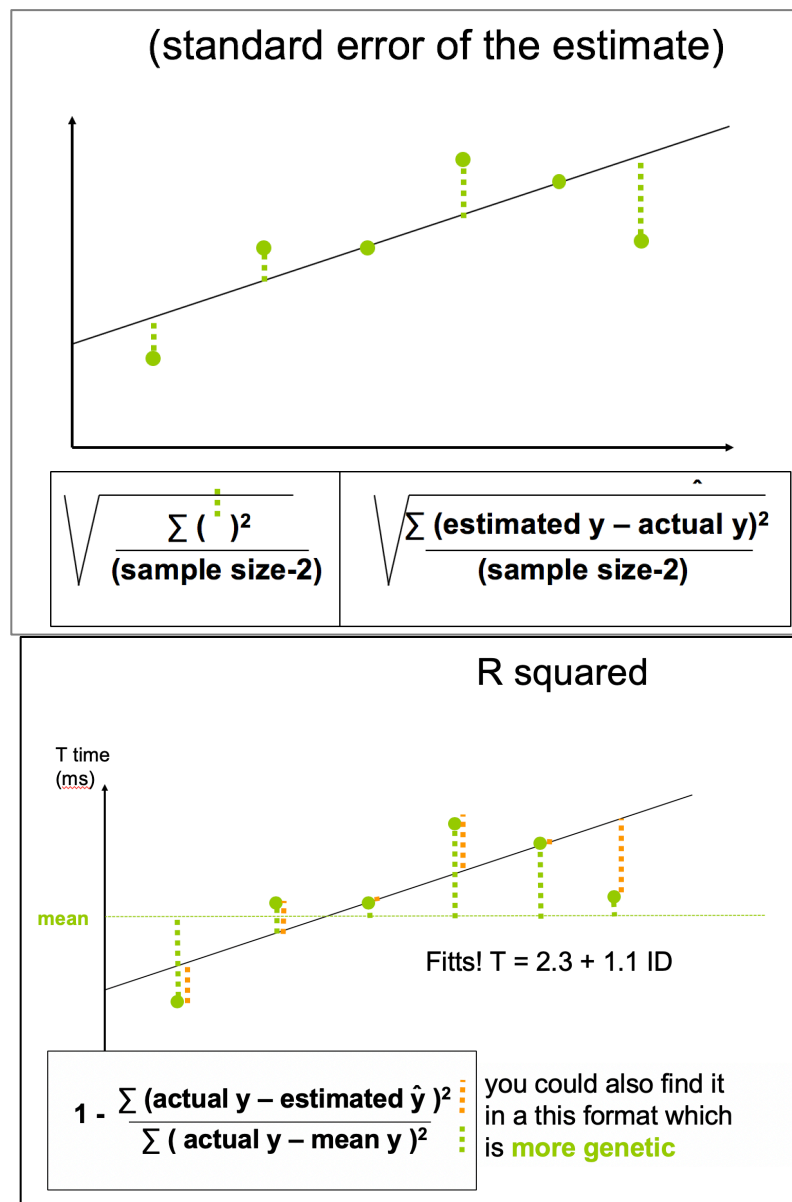 (standard error of the estimate)
√ ∑ ( )²
(sample size-2)
√ ∑ (estimated y – actual y)²
(sample size-2)
R squared
T time
(ms)
mean
Fitts! T = 2.3 + 1.1 ID
1 - ∑ (actual y – estimated ŷ )²
∑ ( actual y – mean y )²
you could also find it
in a this format which
is more genetic